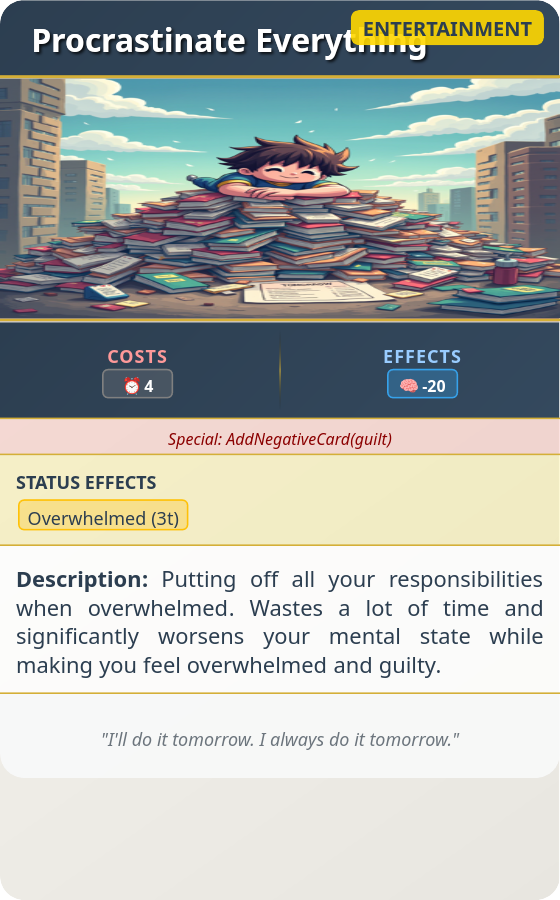 Procrastinate Everything
ENTERTAINMENT
TOMORROW
COSTS
EFFECTS
⏰ 4
🧠 -20
Special: AddNegativeCard(guilt)
STATUS EFFECTS
Overwhelmed (3t)
Description: Putting off all your responsibilities
when overwhelmed. Wastes a lot of time and
significantly worsens your mental state while
making you feel overwhelmed and guilty.
"I'll do it tomorrow. I always do it tomorrow."